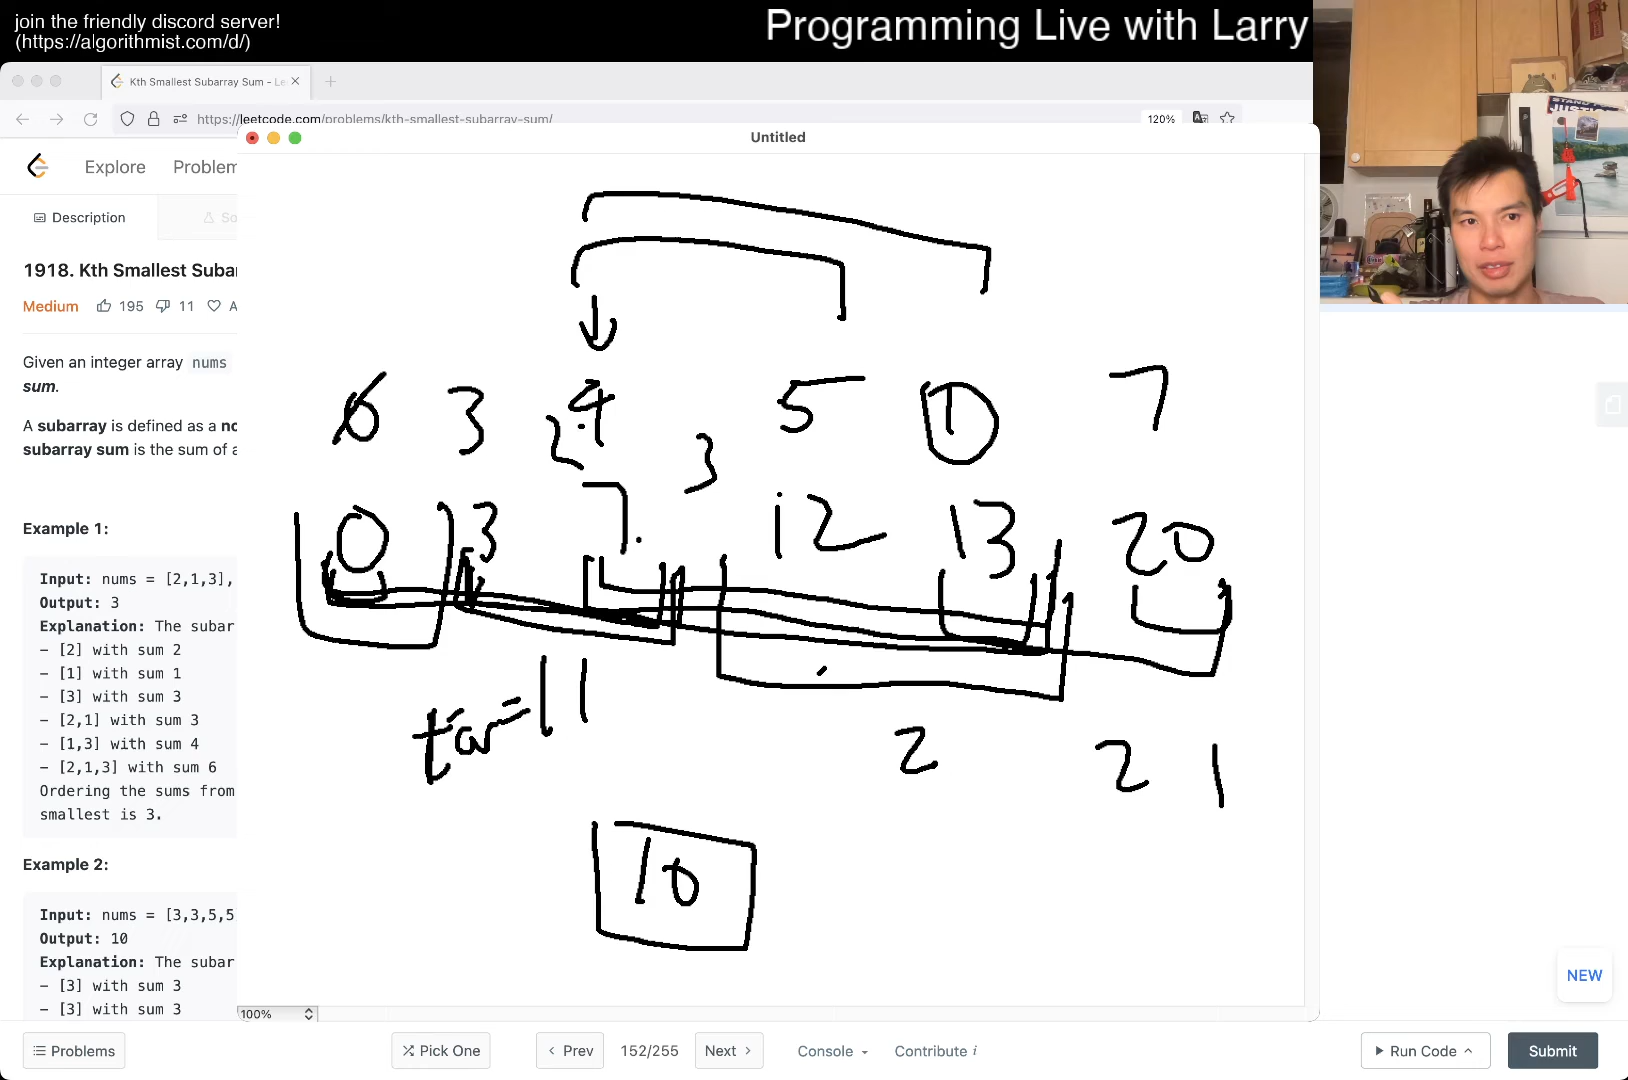 join the friendly discord server!
(https://algorithmist.com/d/)
Programming Live with Larry
Kth Smallest Subarray Sum - Le
https://leetcode.com/problems/kth-smallest-subarray-sum/
120%
Untitled
Explore
Problem
Description
So
1918. Kth Smallest Subar
Medium
195
11
A
Given an integer array nums
sum.
A subarray is defined as a no
subarray sum is the sum of a
Example 1:
Input: nums = [2,1,3],
Output: 3
Explanation: The subar
- [2] with sum 2
- [1] with sum 1
- [3] with sum 3
- [2,1] with sum 3
- [1,3] with sum 4
- [2,1,3] with sum 6
Ordering the sums from
smallest is 3.
Example 2:
Input: nums = [3,3,5,5
Output: 10
Explanation: The subar
- [3] with sum 3
- [3] with sum 3
3 4 5 1 7
2 3
0 3 7 12 13 20
tar=11
2 2 1
10
100%
NEW
Problems
Pick One
Prev
152/255
Next
Console
Contribute i
Run Code
Submit